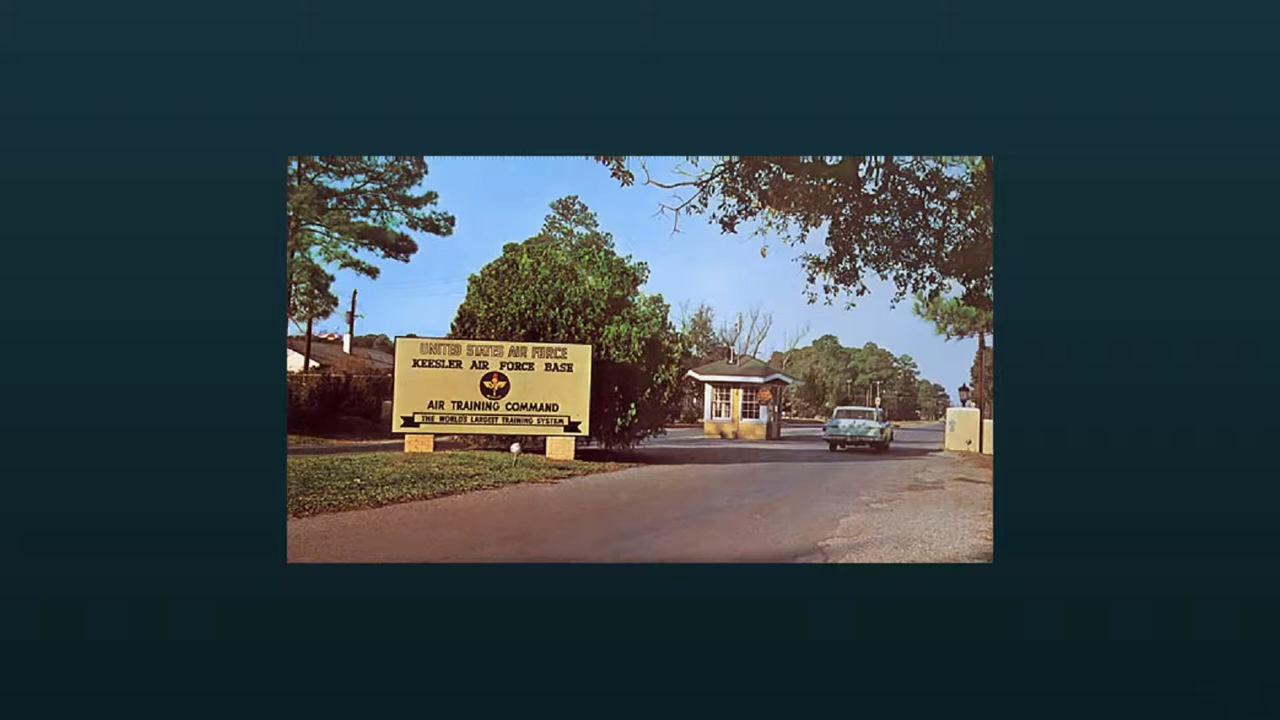 UNITED STATES AIR FORCE
KEESLER AIR FORCE BASE
AIR TRAINING COMMAND
THE WORLD'S LARGEST TRAINING SYSTEM